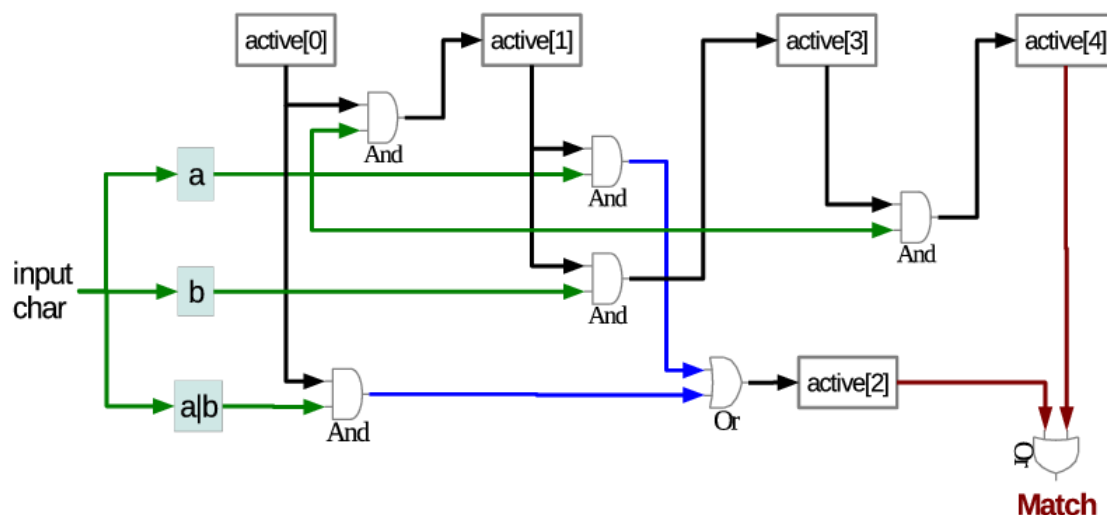 active[0]
active[1]
active[3]
active[4]
And
a
And
And
input
char
b
And
a|b
And
active[2]
Or
Or
Match